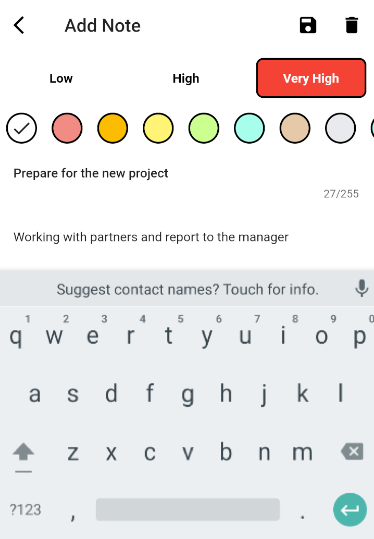 Add Note
Low High Very High
Prepare for the new project
27/255
Working with partners and report to the manager
Suggest contact names? Touch for info.
1 2 3 4 5 6 7 8 9 0
q w e r t y u i o p
a s d f g h j k l
z x c v b n m
?123 , .